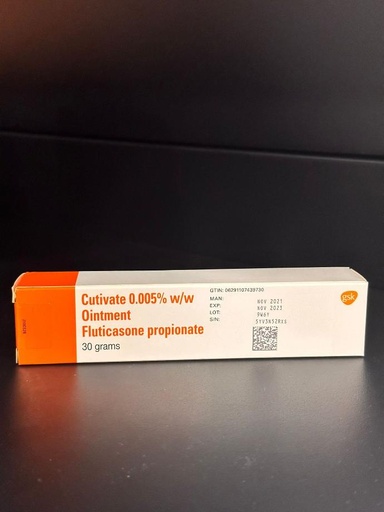 Cutivate 0.005% w/w
Ointment
Fluticasone propionate
30 grams
GTIN: 06291107439730
MAN: NOV 2021
EXP: NOV 2023
LOT:
S/N:
gsk